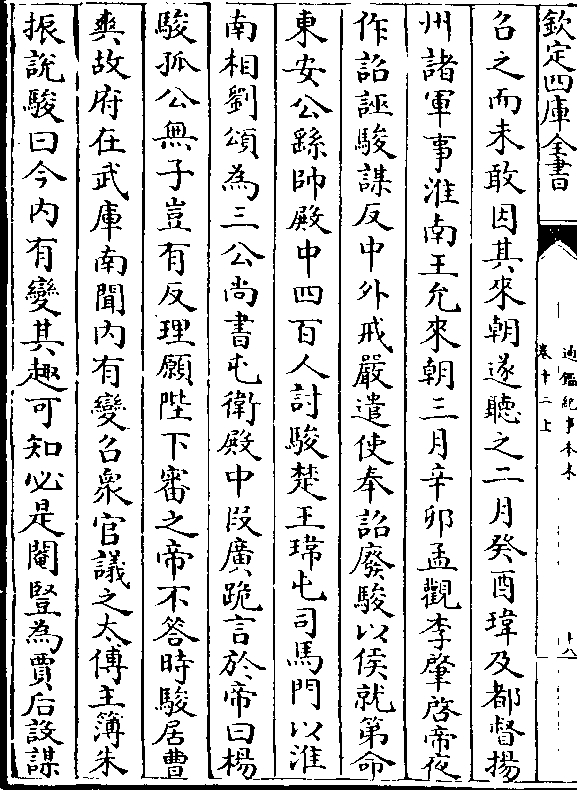 欽定四庫全書
通鑑紀事本末
卷十二上
十八
召之而未敢因其來朝遂聽之二月癸酉瑋及都督揚
州諸軍事淮南王允來朝三月辛卯孟觀李肇啓帝夜
作詔誣駿謀反中外戒嚴遣使奉詔廢駿以侯就第命
東安公繇帥殿中四百人討駿楚王瑋屯司馬門以淮
南相劉頌為三公尚書屯衛殿中段廣跪言於帝曰楊
駿孤公無子豈有反理願陛下審之帝不答時駿居曹
爽故府在武庫南聞内有變召衆官議之太傅主簿朱
振說駿曰今内有變其趣可知必是閹豎為賈后設謀